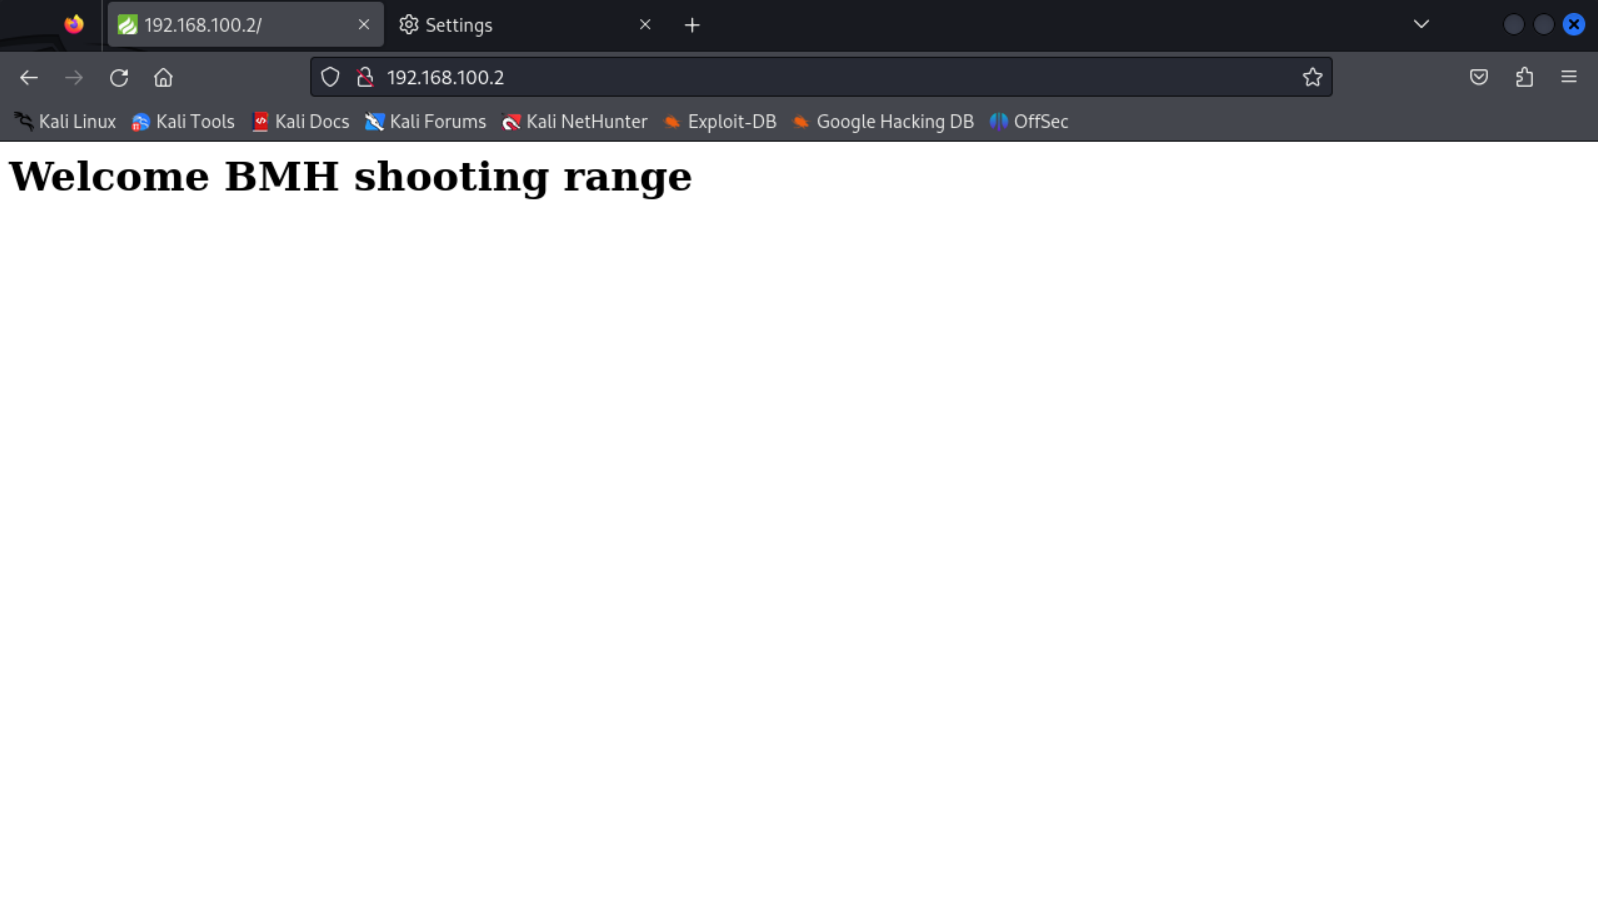 192.168.100.2/ Settings
192.168.100.2
Kali Linux Kali Tools Kali Docs Kali Forums Kali NetHunter Exploit-DB Google Hacking DB OffSec
Welcome BMH shooting range